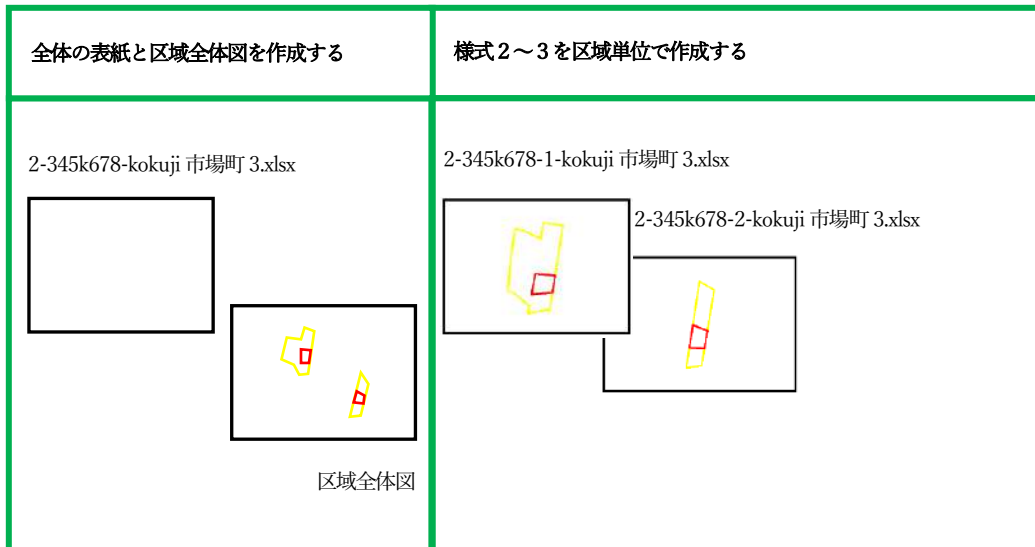 全体の表紙と区域全体図を作成する
様式２～３を区域単位で作成する
2-345k678-kokuji 市場町 3.xlsx
区域全体図
2-345k678-1-kokuji 市場町 3.xlsx
2-345k678-2-kokuji 市場町 3.xlsx